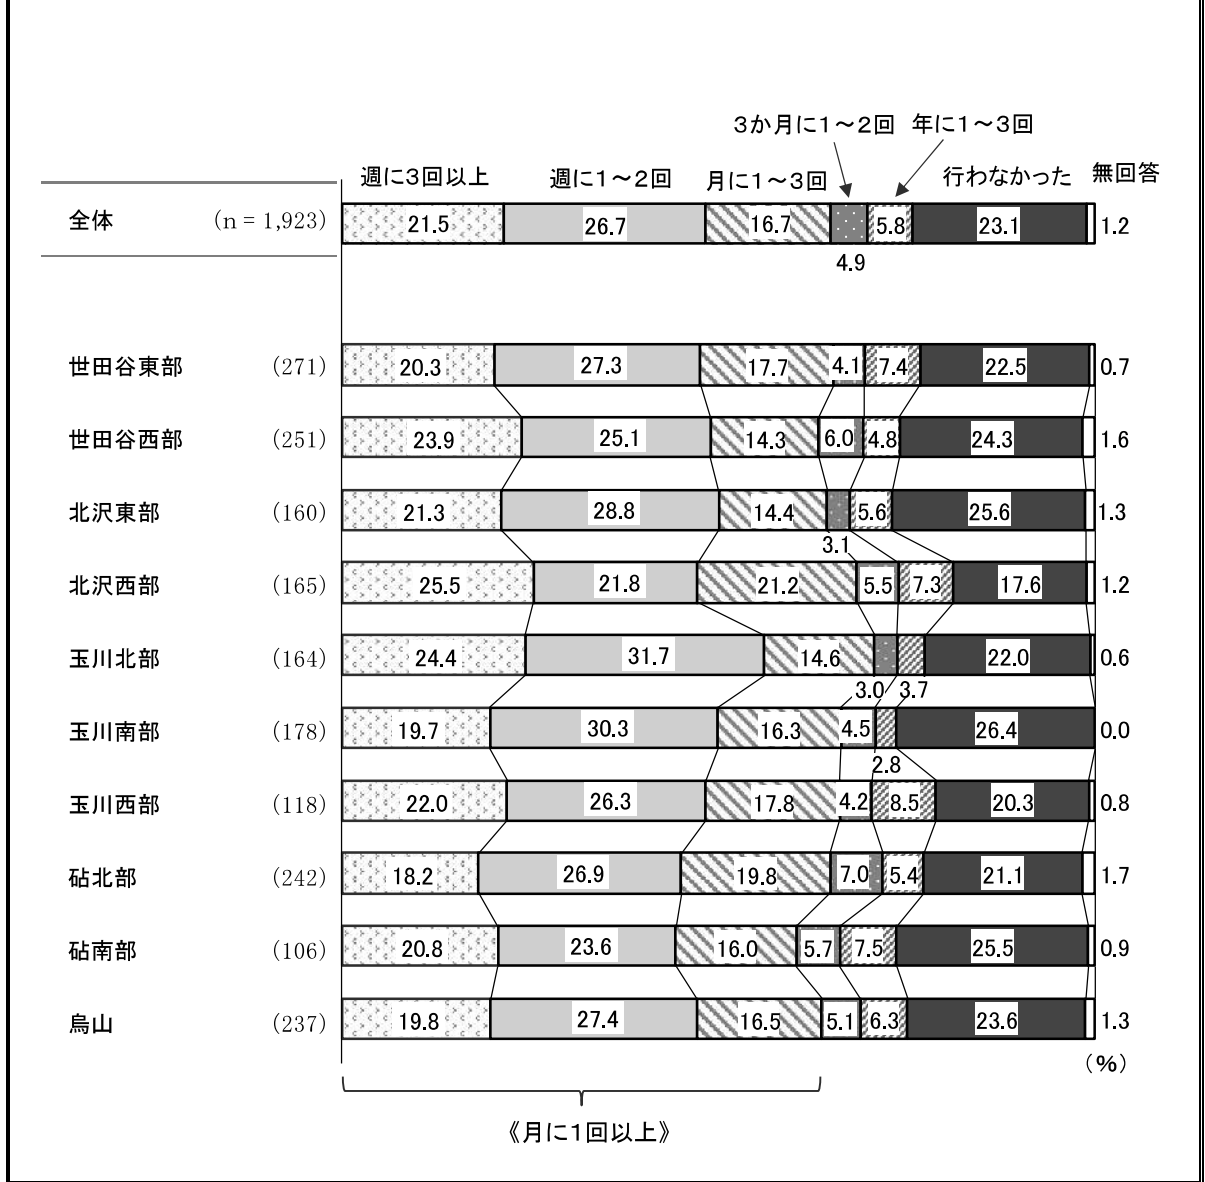 3か月に1～2回 年に1～3回
週に3回以上 週に1～2回 月に1～3回 行わなかった 無回答
全体 (n = 1,923) 21.5 26.7 16.7 5.8 23.1 1.2
4.9
世田谷東部 (271) 20.3 27.3 17.7 4.1 7.4 22.5 0.7
世田谷西部 (251) 23.9 25.1 14.3 6.0 4.8 24.3 1.6
北沢東部 (160) 21.3 28.8 14.4 5.6 25.6 1.3
3.1
北沢西部 (165) 25.5 21.8 21.2 5.5 7.3 17.6 1.2
玉川北部 (164) 24.4 31.7 14.6 22.0 0.6
3.0 3.7
玉川南部 (178) 19.7 30.3 16.3 4.5 26.4 0.0
2.8
玉川西部 (118) 22.0 26.3 17.8 4.2 8.5 20.3 0.8
砧北部 (242) 18.2 26.9 19.8 7.0 5.4 21.1 1.7
砧南部 (106) 20.8 23.6 16.0 5.7 7.5 25.5 0.9
烏山 (237) 19.8 27.4 16.5 5.1 6.3 23.6 1.3
(％)
《月に1回以上》